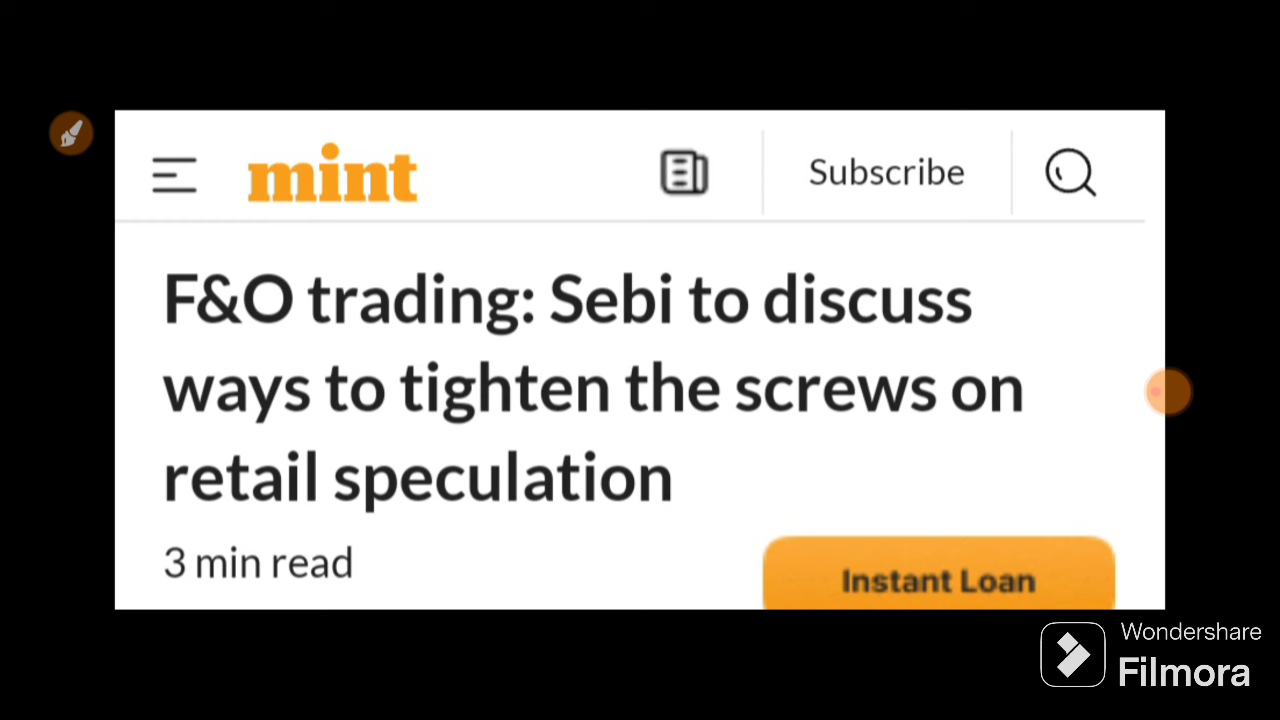 mint
Subscribe
F&O trading: Sebi to discuss
ways to tighten the screws on
retail speculation
3 min read
Instant Loan
Wondershare
Filmora